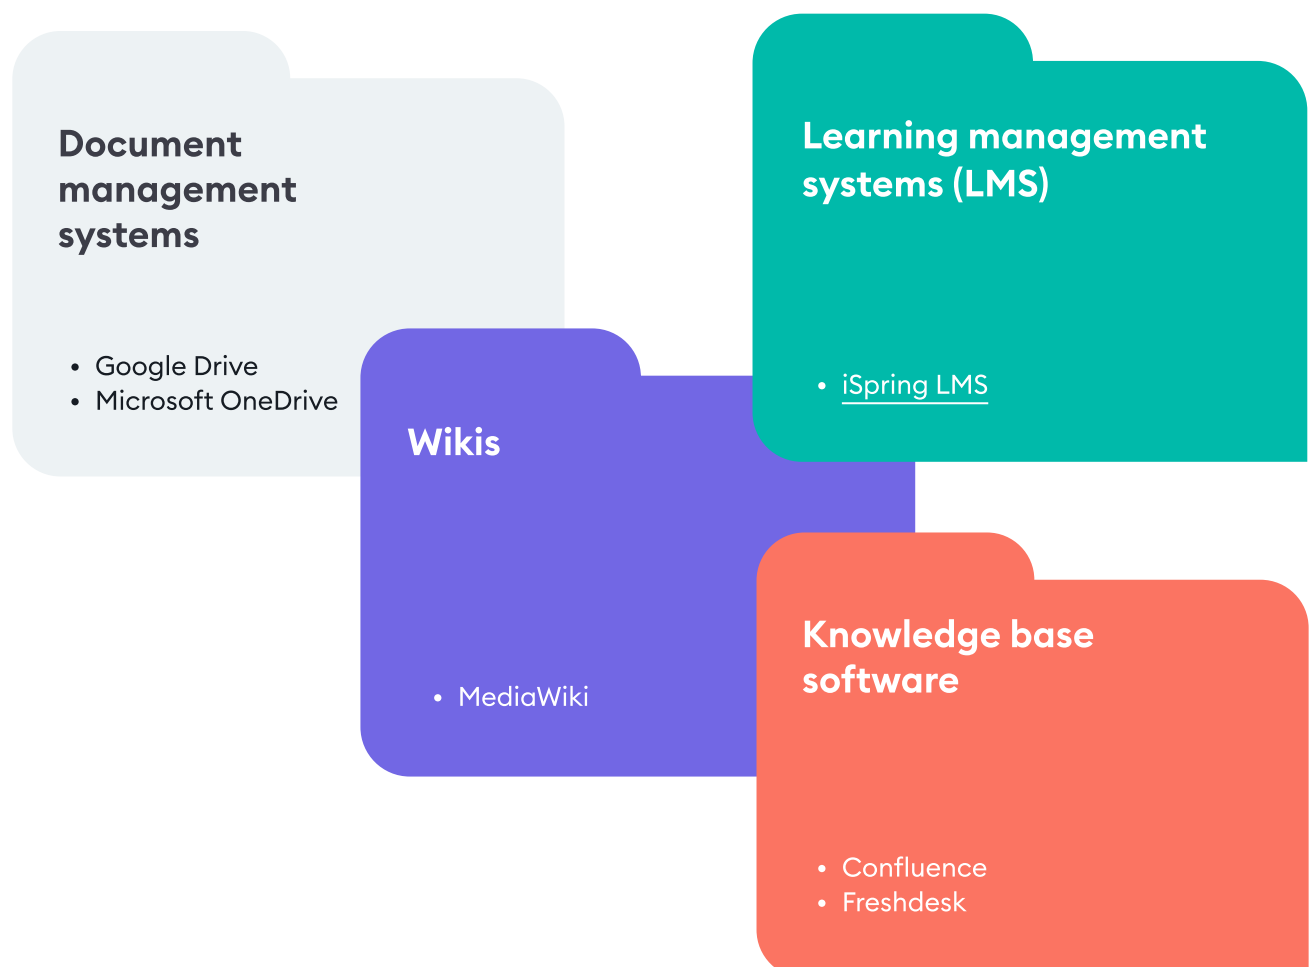 Document
management
systems
• Google Drive
• Microsoft OneDrive
Learning management
systems (LMS)
• iSpring LMS
Wikis
• MediaWiki
Knowledge base
software
• Confluence
• Freshdesk